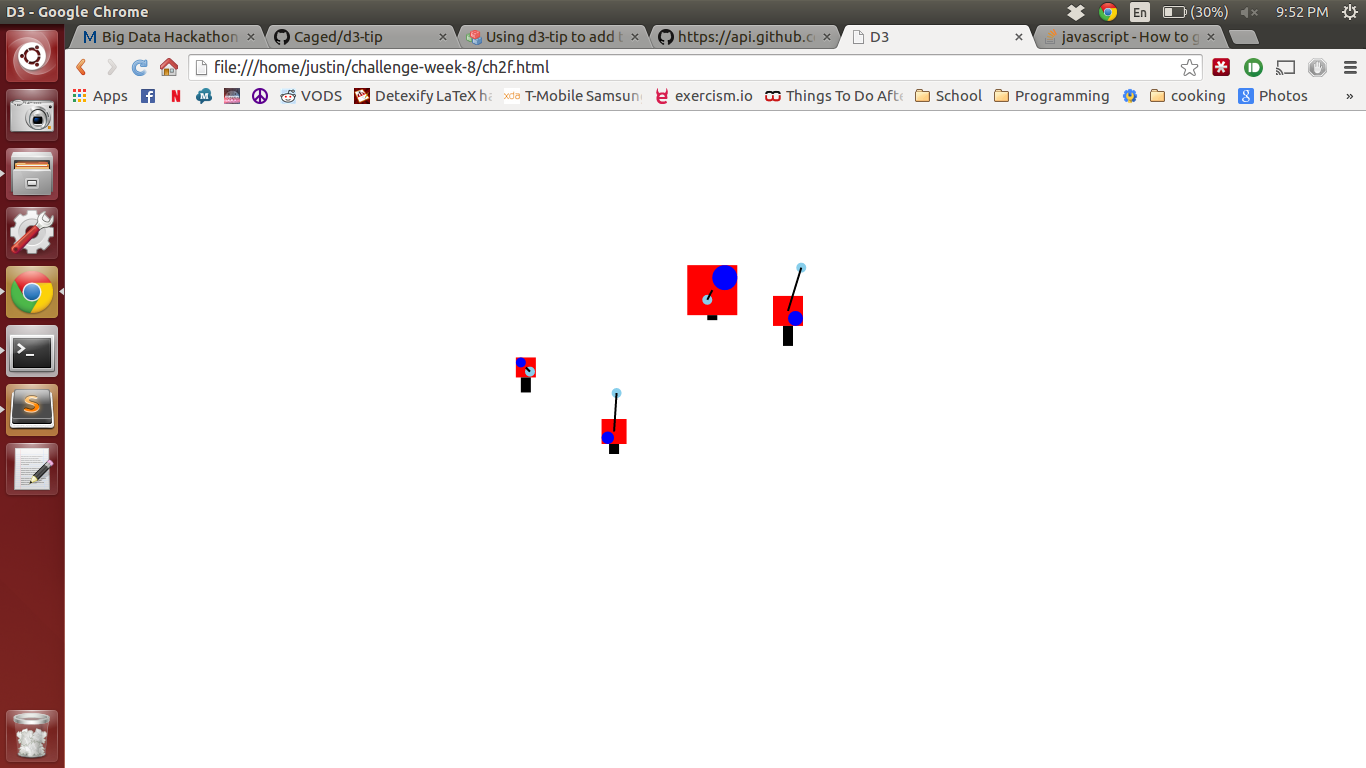 D3 - Google Chrome
En
(30%)
9:52 PM
Big Data Hackathon
Caged/d3-tip
Using d3-tip to add t
https://api.github.c
D3
javascript - How to g
file:///home/justin/challenge-week-8/ch2f.html
Apps
VODS
Detexify LaTeX ha
xda T-Mobile Samsun
exercism.io
Things To Do Afte
School
Programming
cooking
Photos
»